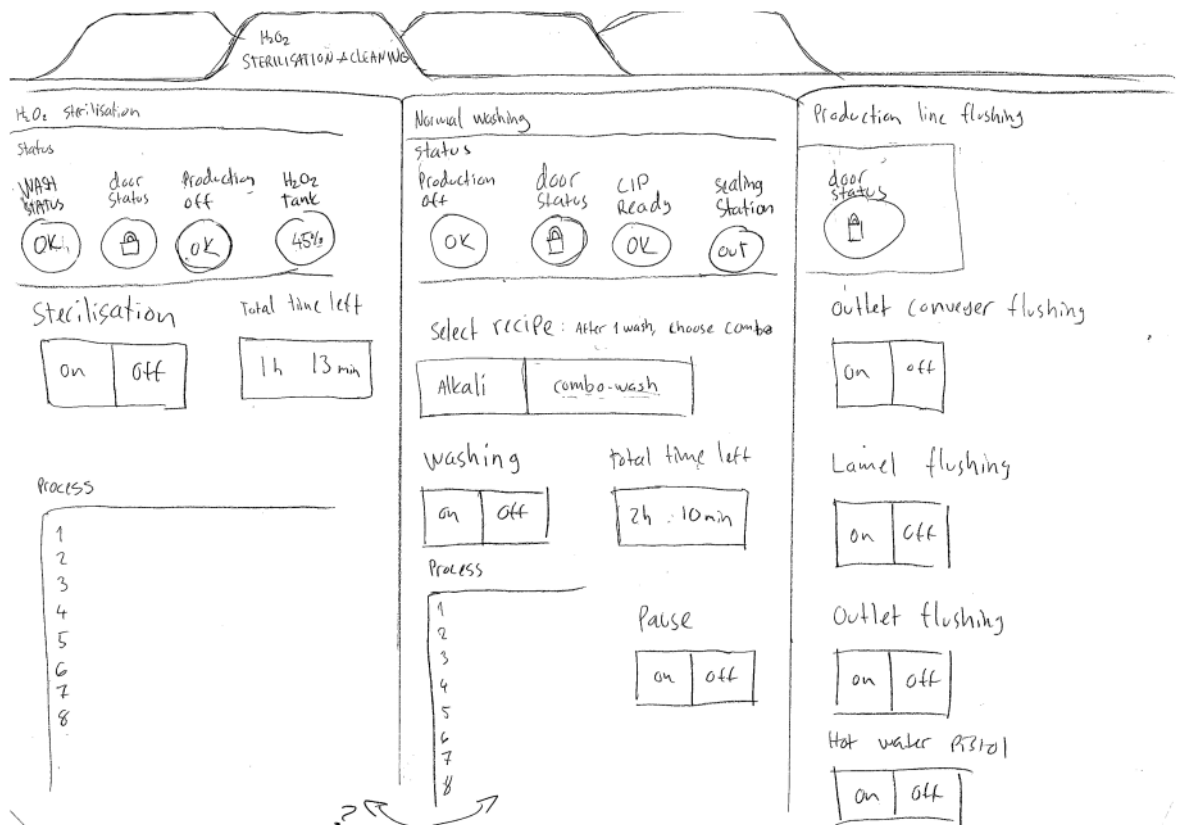 H2O2
STERILISATION & CLEANING
H2O2 sterilisation
Status
WASH STATUS
door status
Production off
H2O2 tank
OK
OK
45%
Sterilisation
Total time left
on
Off
1h 13 min
Process
1
2
3
4
5
6
7
8
Normal washing
status
Production off
door status
CIP Ready
sealing station
OK
OK
out
Select recipe: After 1 wash, choose combo
Alkali
combo-wash
washing
total time left
on
Off
2h 10min
Process
1
2
3
4
5
6
7
8
Pause
on
off
?
Production line flushing
door status
Outlet conveyer flushing
on
off
Lamel flushing
on
Off
Outlet flushing
on
Off
Hot water Pistol
on
off